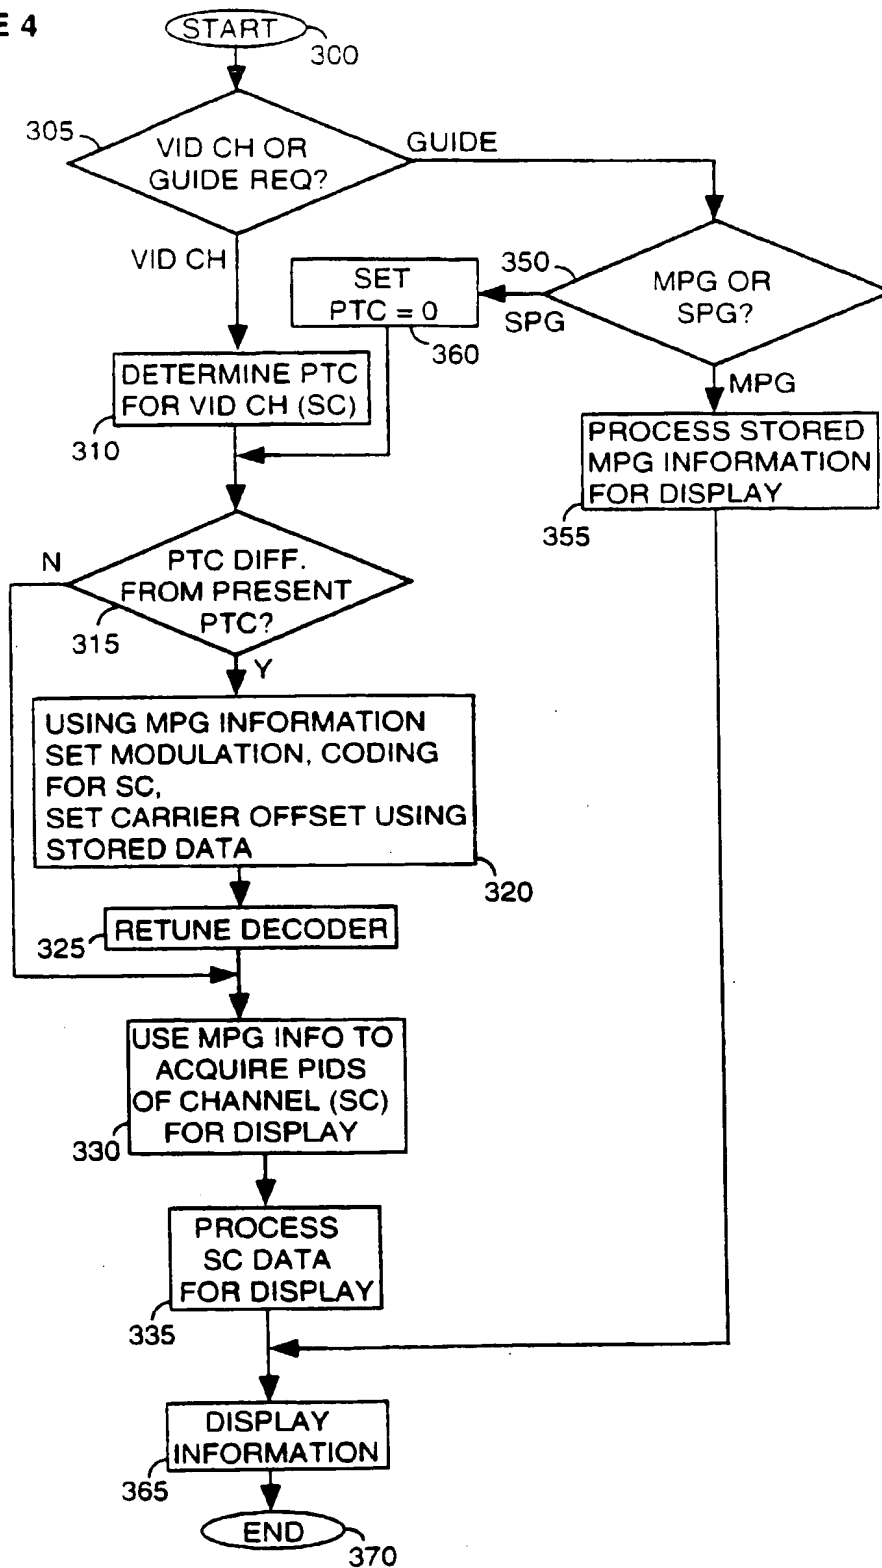 E 4
START
300
305
VID CH OR
GUIDE REQ?
GUIDE
VID CH
350
MPG OR
SPG?
SPG
MPG
SET
PTC = 0
360
DETERMINE PTC
FOR VID CH (SC)
310
PROCESS STORED
MPG INFORMATION
FOR DISPLAY
355
N
PTC DIFF.
FROM PRESENT
PTC?
315
Y
USING MPG INFORMATION
SET MODULATION, CODING
FOR SC,
SET CARRIER OFFSET USING
STORED DATA
320
325
RETUNE DECODER
USE MPG INFO TO
ACQUIRE PIDS
OF CHANNEL (SC)
FOR DISPLAY
330
PROCESS
SC DATA
FOR DISPLAY
335
DISPLAY
INFORMATION
365
END
370